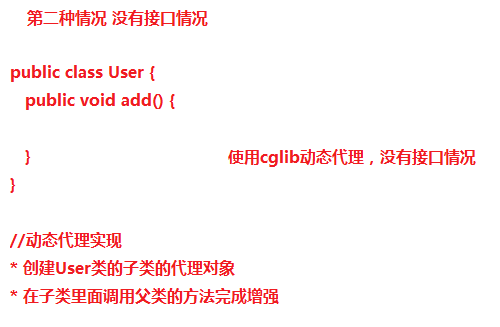 第二种情况 没有接口情况
public class User {
public void add() {
}
使用cglib动态代理，没有接口情况
}
//动态代理实现
* 创建User类的子类的代理对象
* 在子类里面调用父类的方法完成增强